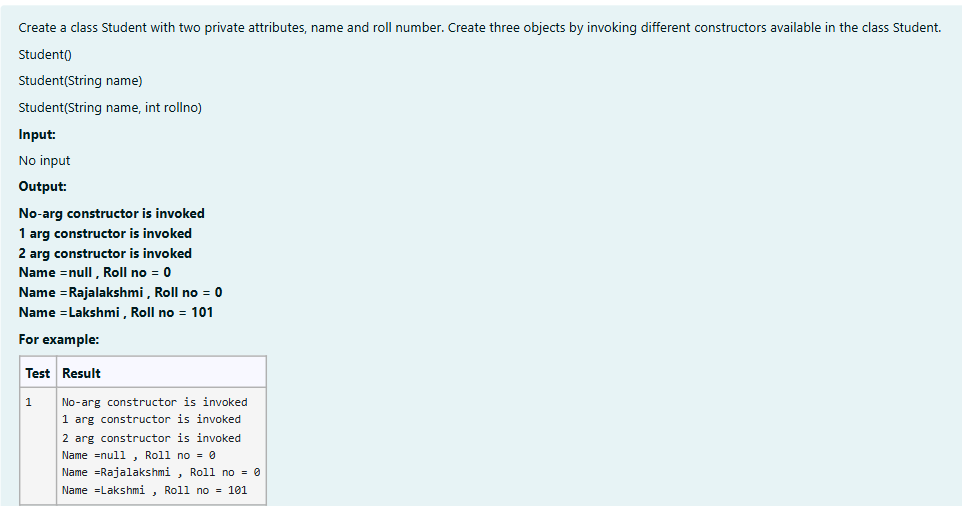 Create a class Student with two private attributes, name and roll number. Create three objects by invoking different constructors available in the class Student.
Student()
Student(String name)
Student(String name, int rollno)
Input:
No input
Output:
No-arg constructor is invoked
1 arg constructor is invoked
2 arg constructor is invoked
Name =null , Roll no = 0
Name =Rajalakshmi , Roll no = 0
Name =Lakshmi , Roll no = 101
For example:
Test Result
1 No-arg constructor is invoked
1 arg constructor is invoked
2 arg constructor is invoked
Name =null , Roll no = 0
Name =Rajalakshmi , Roll no = 0
Name =Lakshmi , Roll no = 101